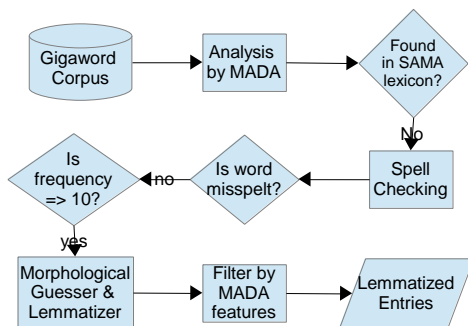 Gigaword
Corpus
Analysis
by MADA
Found
in SAMA
lexicon?
No
Spell
Checking
Is word
misspelt?
no
Is
frequency
=> 10?
yes
Morphological
Guesser &
Lemmatizer
Filter by
MADA
features
Lemmatized
Entries